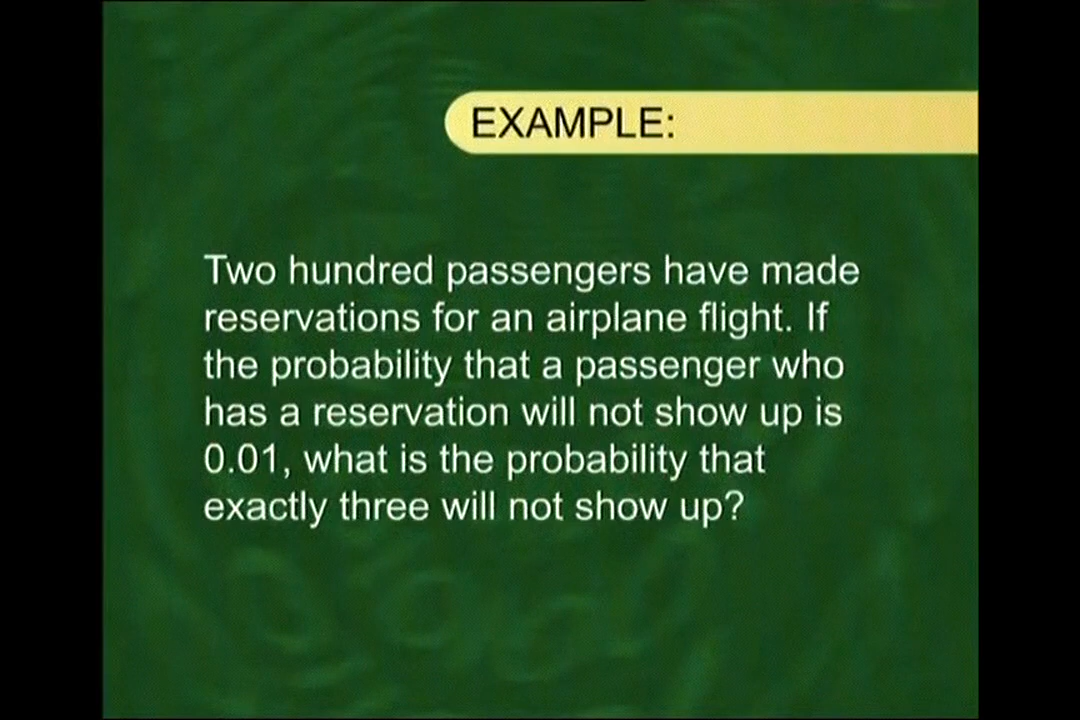 EXAMPLE:
Two hundred passengers have made
reservations for an airplane flight. If
the probability that a passenger who
has a reservation will not show up is
0.01, what is the probability that
exactly three will not show up?